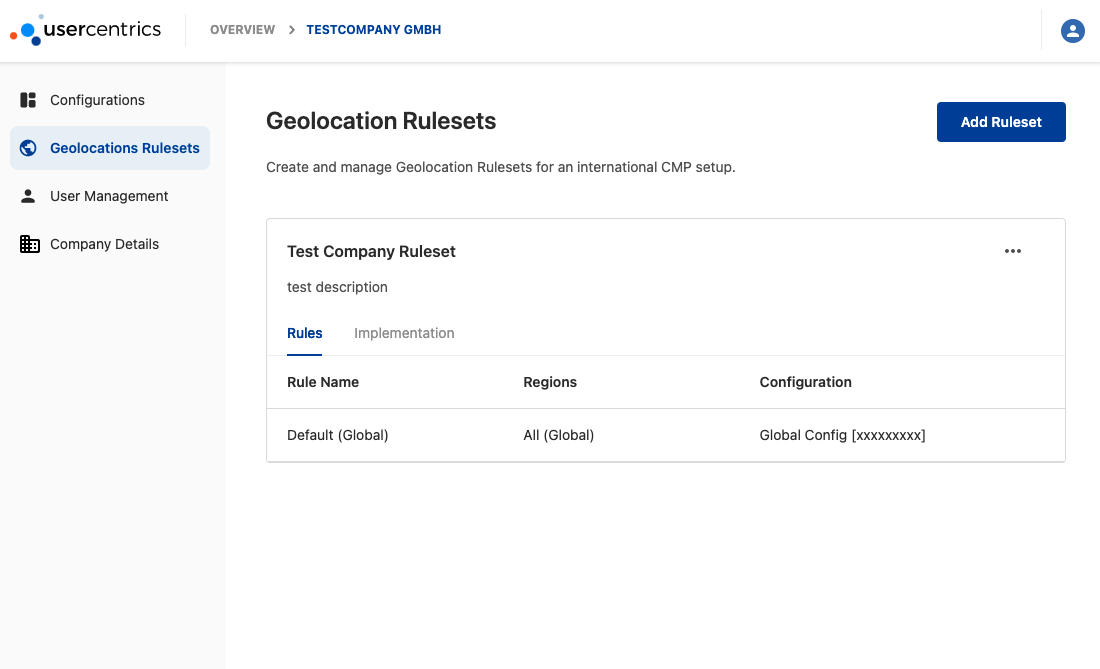 usercentrics
OVERVIEW TESTCOMPANY GMBH
Configurations
Geolocations Rulesets
User Management
Company Details
Geolocation Rulesets
Add Ruleset
Create and manage Geolocation Rulesets for an international CMP setup.
Test Company Ruleset
test description
Rules Implementation
Rule Name Regions Configuration
Default (Global) All (Global) Global Config [xxxxxxxxx]